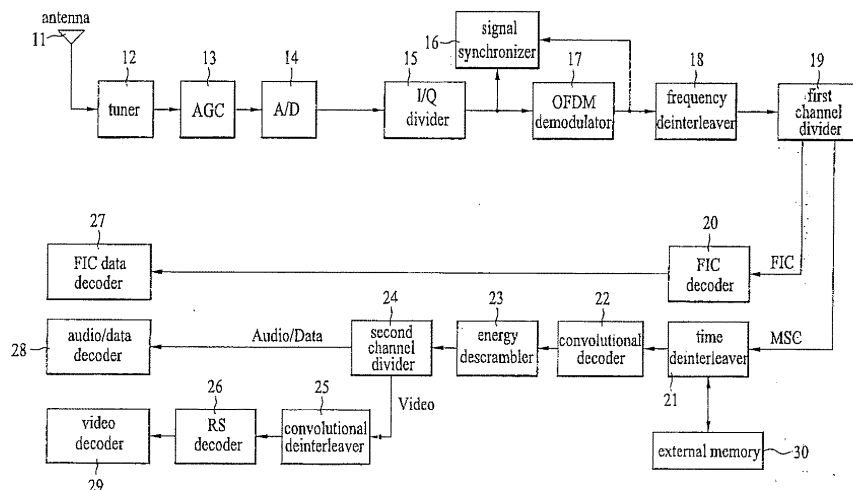 antenna
11
12
tuner
13
AGC
14
A/D
15
I/Q
divider
16
signal
synchronizer
17
OFDM
demodulator
18
frequency
deinterleaver
19
first
channel
divider
27
FIC data
decoder
20
FIC
decoder
FIC
28
audio/data
decoder
Audio/Data
24
second
channel
divider
23
energy
descrambler
22
convolutional
decoder
time
deinterleaver
21
MSC
Video
video
decoder
29
26
RS
decoder
25
convolutional
deinterleaver
external memory
30